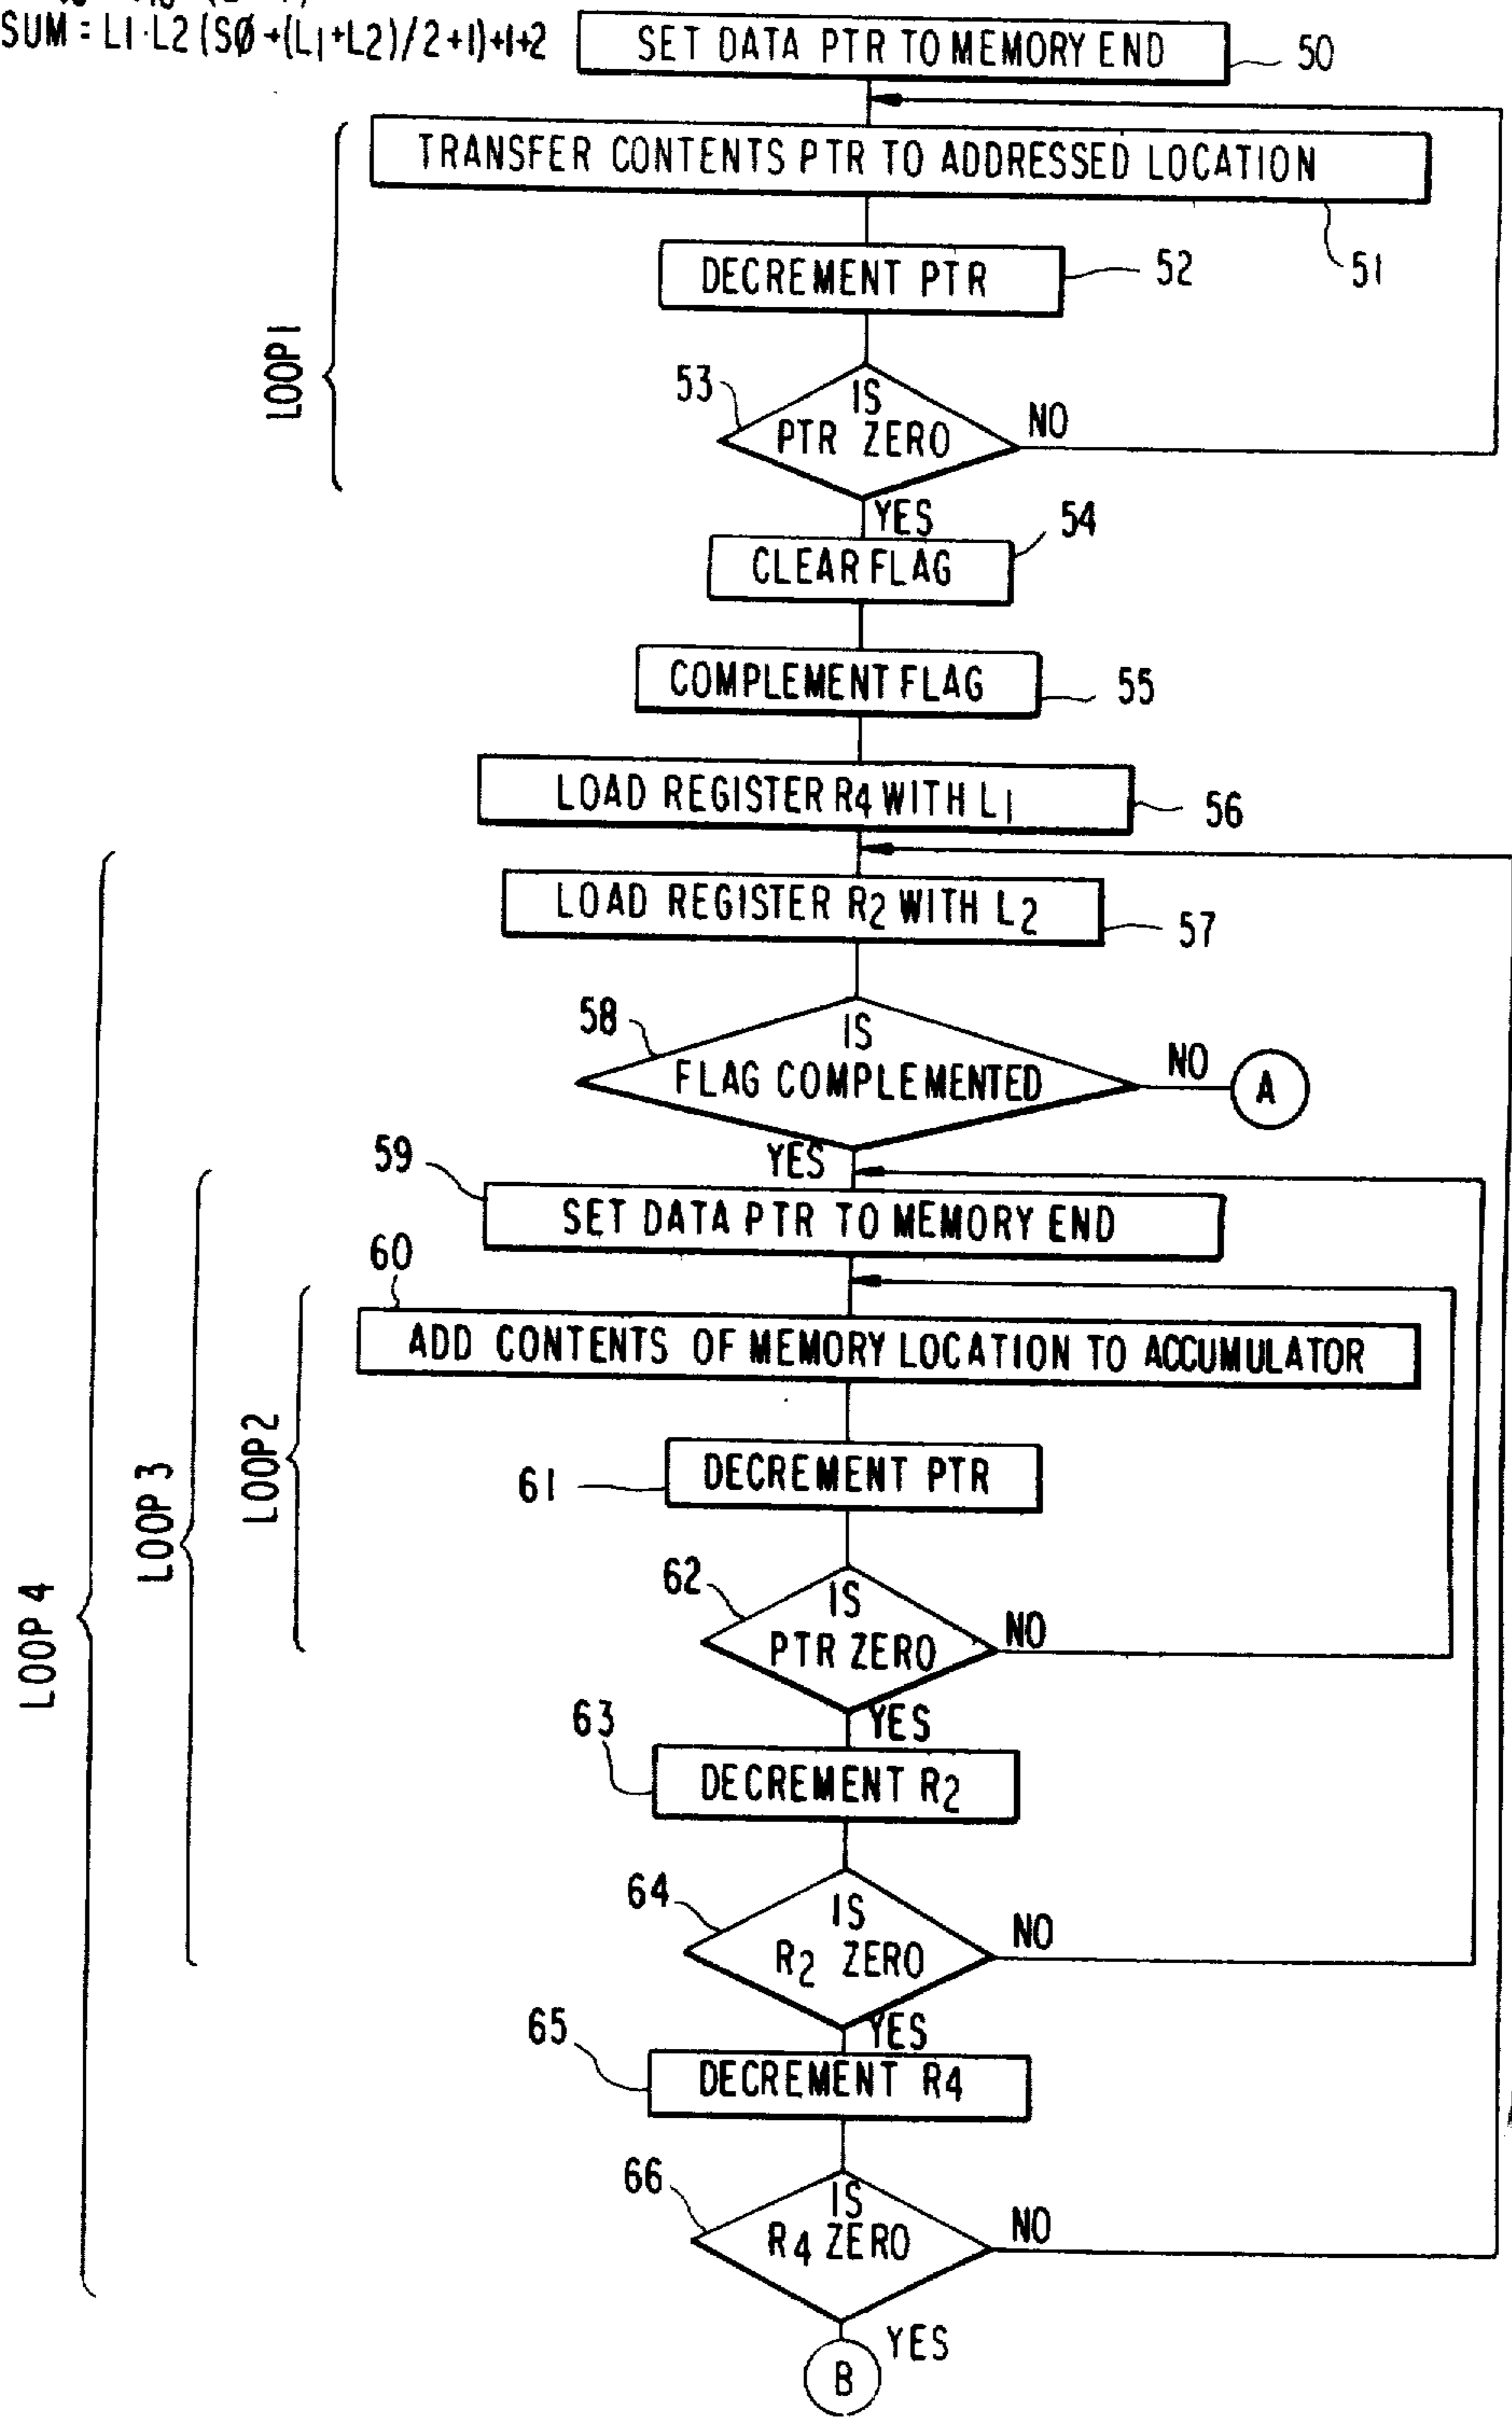 SUM = L1·L2 (SØ+(L1+L2)/2+1)+1+2
SET DATA PTR TO MEMORY END
50
TRANSFER CONTENTS PTR TO ADDRESSED LOCATION
51
DECREMENT PTR
52
LOOP 1
53
IS
PTR ZERO
NO
YES
54
CLEAR FLAG
COMPLEMENT FLAG
55
LOAD REGISTER R4 WITH L1
56
LOAD REGISTER R2 WITH L2
57
58
IS
FLAG COMPLEMENTED
NO
A
YES
59
SET DATA PTR TO MEMORY END
60
ADD CONTENTS OF MEMORY LOCATION TO ACCUMULATOR
LOOP 2
LOOP 3
LOOP 4
DECREMENT PTR
61
62
IS
PTR ZERO
NO
YES
63
DECREMENT R2
64
IS
R2 ZERO
NO
YES
65
DECREMENT R4
66
IS
R4 ZERO
NO
YES
B